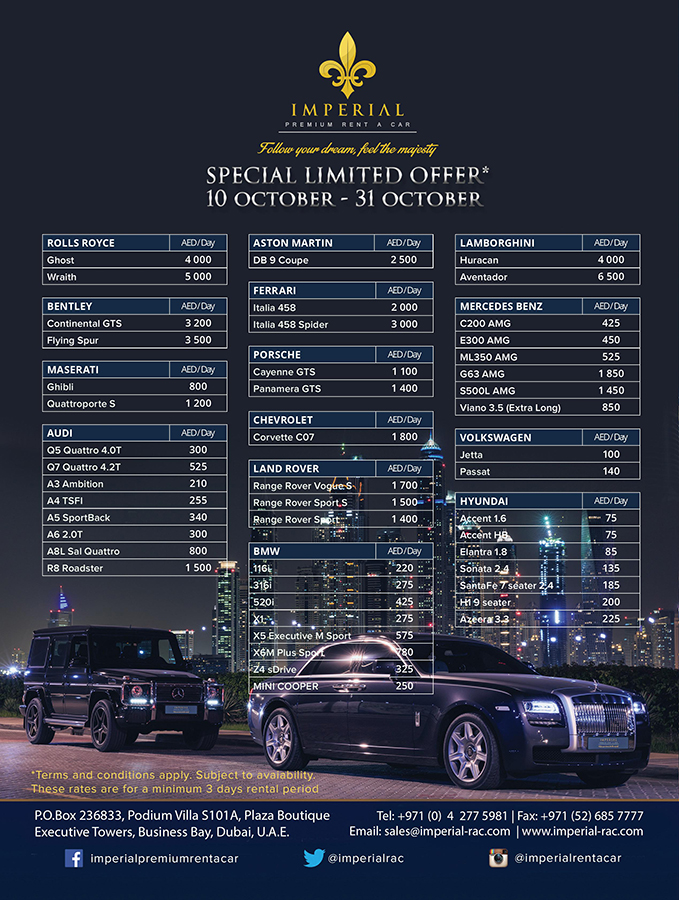 IMPERIAL
PREMIUM RENT A CAR
Follow your dream, feel the majesty
SPECIAL LIMITED OFFER*
10 OCTOBER - 31 OCTOBER
ROLLS ROYCE AED/Day
Ghost 4 000
Wraith 5 000
BENTLEY AED/Day
Continental GTS 3 200
Flying Spur 3 500
MASERATI AED/Day
Ghibli 800
Quattroporte S 1 200
AUDI AED/Day
Q5 Quattro 4.0T 300
Q7 Quattro 4.2T 525
A3 Ambition 210
A4 TSFI 255
A5 SportBack 340
A6 2.0T 300
A8L Sal Quattro 800
R8 Roadster 1 500
ASTON MARTIN AED/Day
DB 9 Coupe 2 500
FERRARI AED/Day
Italia 458 2 000
Italia 458 Spider 3 000
PORSCHE AED/Day
Cayenne GTS 1 100
Panamera GTS 1 400
CHEVROLET AED/Day
Corvette C07 1 800
LAND ROVER AED/Day
Range Rover Vogue S 1 700
Range Rover Sport S 1 500
Range Rover Sport 1 400
BMW AED/Day
116i 220
316i 275
520i 425
X1 275
X5 Executive M Sport 575
X6M Plus Sport 780
Z4 sDrive 325
MINI COOPER 250
LAMBORGHINI AED/Day
Huracan 4 000
Aventador 6 500
MERCEDES BENZ AED/Day
C200 AMG 425
E300 AMG 450
ML350 AMG 525
G63 AMG 1 850
S500L AMG 1 450
Viano 3.5 (Extra Long) 850
VOLKSWAGEN AED/Day
Jetta 100
Passat 140
HYUNDAI AED/Day
Accent 1.6 75
Accent HB 75
Elantra 1.8 85
Sonata 2.4 135
SantaFe 7 seater 2.4 185
H1 9 seater 200
Azeera 3.3 225
*Terms and conditions apply. Subject to avalability.
These rates are for a minimum 3 days rental period
P.O.Box 236833, Podium Villa S101A, Plaza Boutique
Executive Towers, Business Bay, Dubai, U.A.E.
Tel: +971 (0) 4 277 5981 | Fax: +971 (52) 685 7777
Email: sales@imperial-rac.com | www.imperial-rac.com
imperialpremiumrentacar
@imperialrac
@imperialrentacar